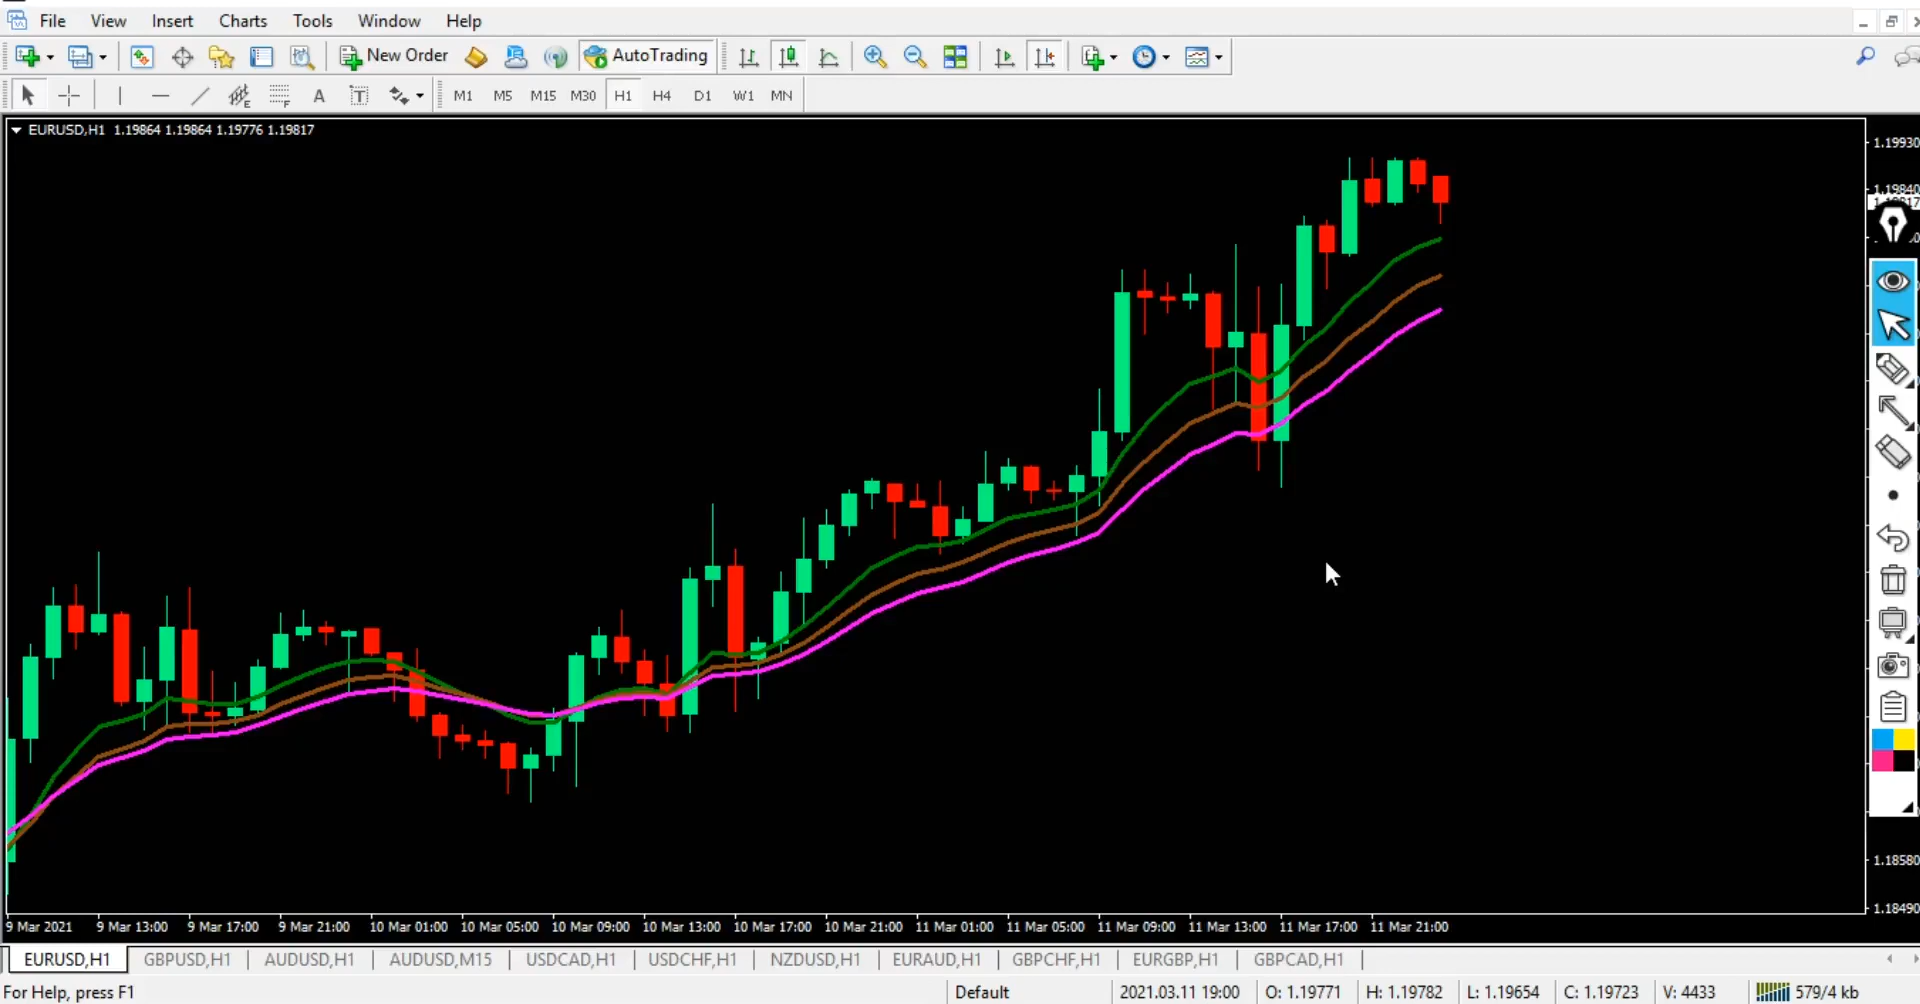 File View Insert Charts Tools Window Help
New Order AutoTrading
A T M1 M5 M15 M30 H1 H4 D1 W1 MN
EURUSD,H1 1.19864 1.19864 1.19776 1.19817
1.19930
1.19840
1.18580
1.18490
9 Mar 2021 9 Mar 13:00 9 Mar 17:00 9 Mar 21:00 10 Mar 01:00 10 Mar 05:00 10 Mar 09:00 10 Mar 13:00 10 Mar 17:00 10 Mar 21:00 11 Mar 01:00 11 Mar 05:00 11 Mar 09:00 11 Mar 13:00 11 Mar 17:00 11 Mar 21:00
EURUSD,H1 GBPUSD,H1 AUDUSD,H1 AUDUSD,M15 USDCAD,H1 USDCHF,H1 NZDUSD,H1 EURAUD,H1 GBPCHF,H1 EURGBP,H1 GBPCAD,H1
For Help, press F1 Default 2021.03.11 19:00 O: 1.19771 H: 1.19782 L: 1.19654 C: 1.19723 V: 4433 579/4 kb